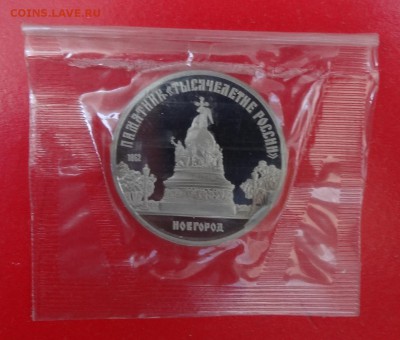 COINS.LAVE.RU
ПАМЯТНИК «ТЫСЯЧЕЛЕТИЕ РОССИИ»
1862
НОВГОРОД